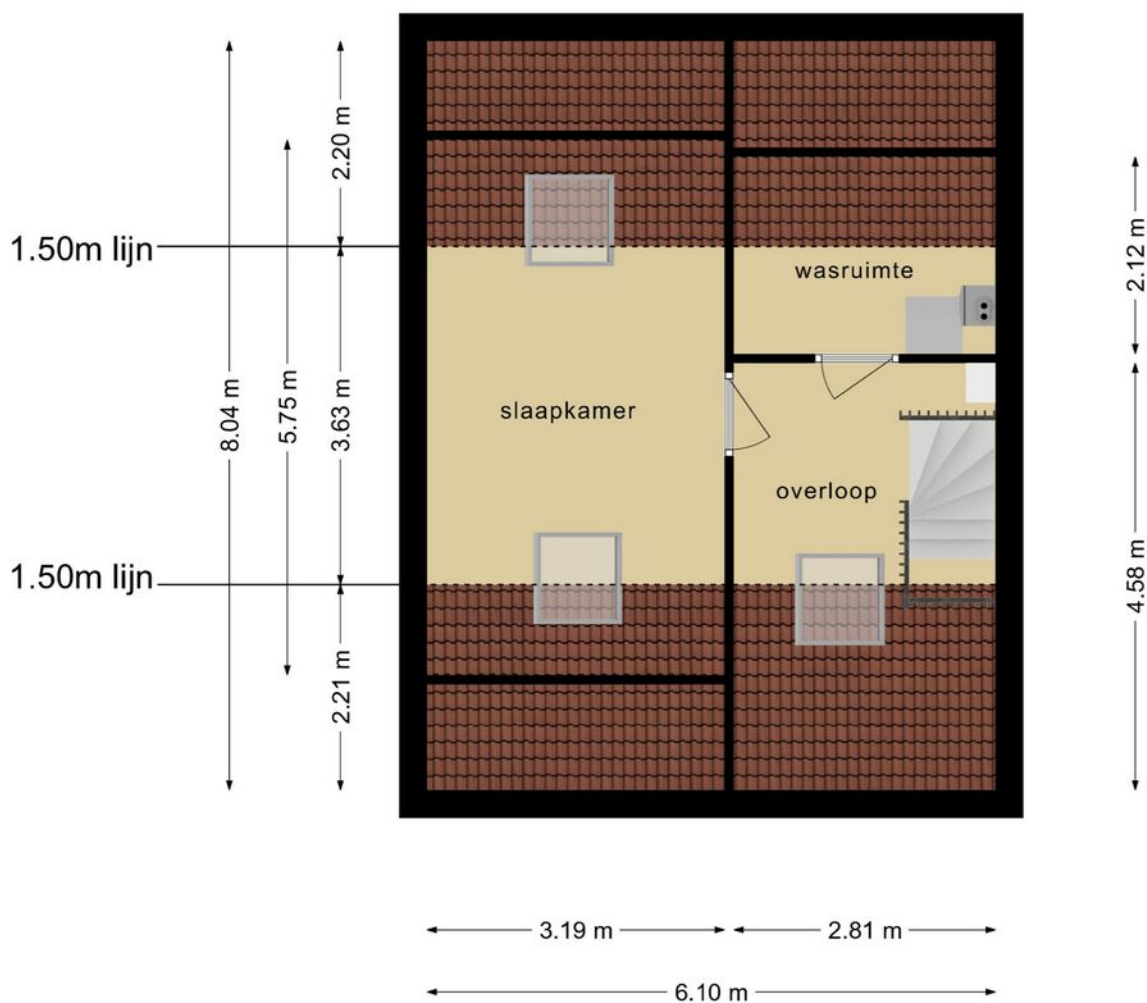 2.20 m
1.50m lijn
wasruimte
2.12 m
8.04 m
5.75 m
3.63 m
slaapkamer
overloop
1.50m lijn
4.58 m
2.21 m
3.19 m
2.81 m
6.10 m